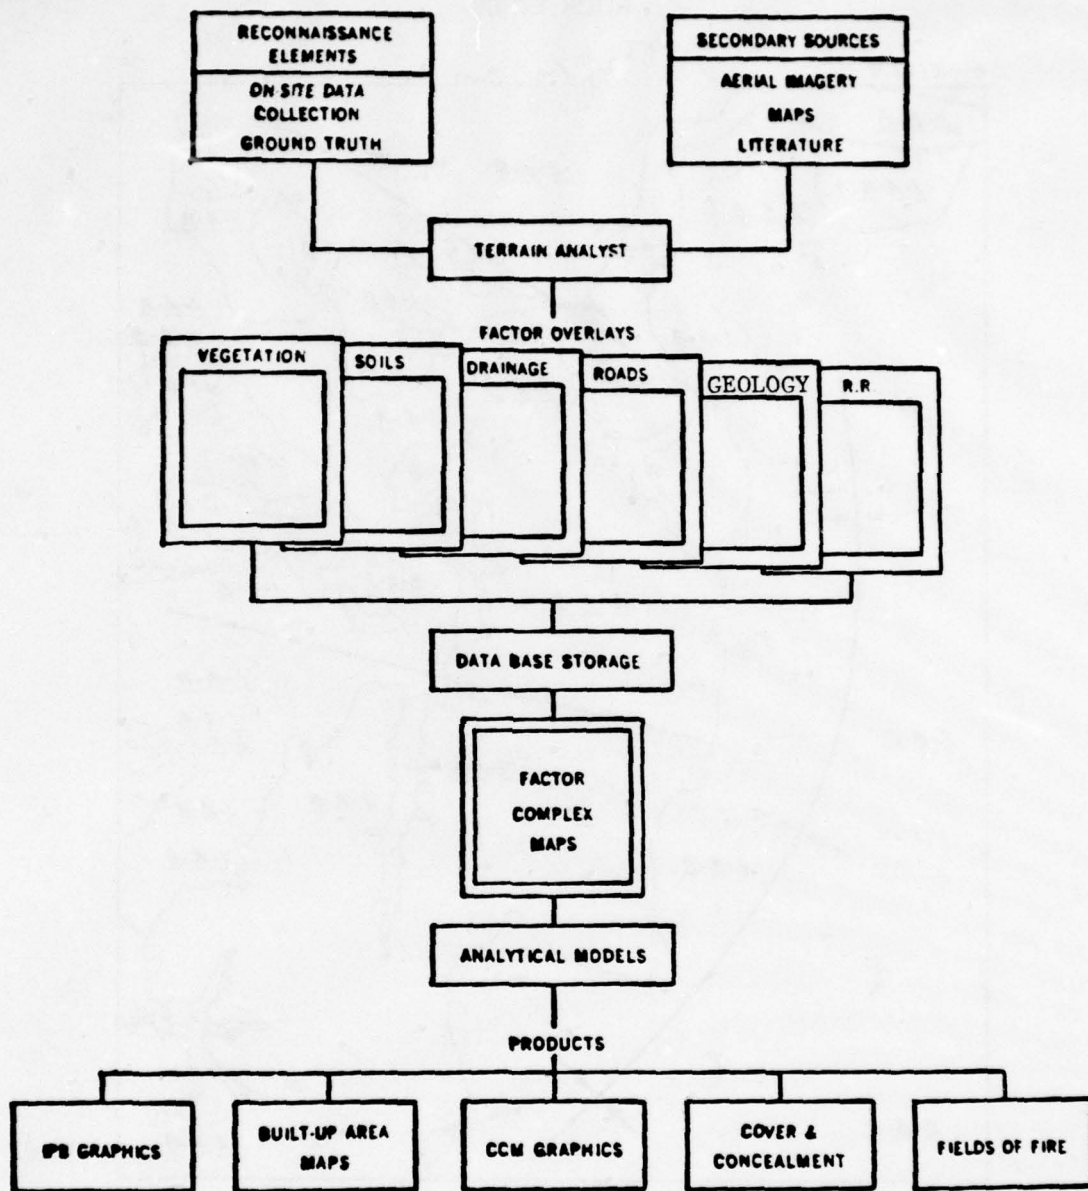 RECONNAISSANCE
ELEMENTS
ON-SITE DATA
COLLECTION
GROUND TRUTH
SECONDARY SOURCES
AERIAL IMAGERY
MAPS
LITERATURE
TERRAIN ANALYST
FACTOR OVERLAYS
VEGETATION
SOILS
DRAINAGE
ROADS
GEOLOGY
R.R.
DATA BASE STORAGE
FACTOR
COMPLEX
MAPS
ANALYTICAL MODELS
PRODUCTS
IPB GRAPHICS
BUILT-UP AREA
MAPS
CCM GRAPHICS
COVER &
CONCEALMENT
FIELDS OF FIRE